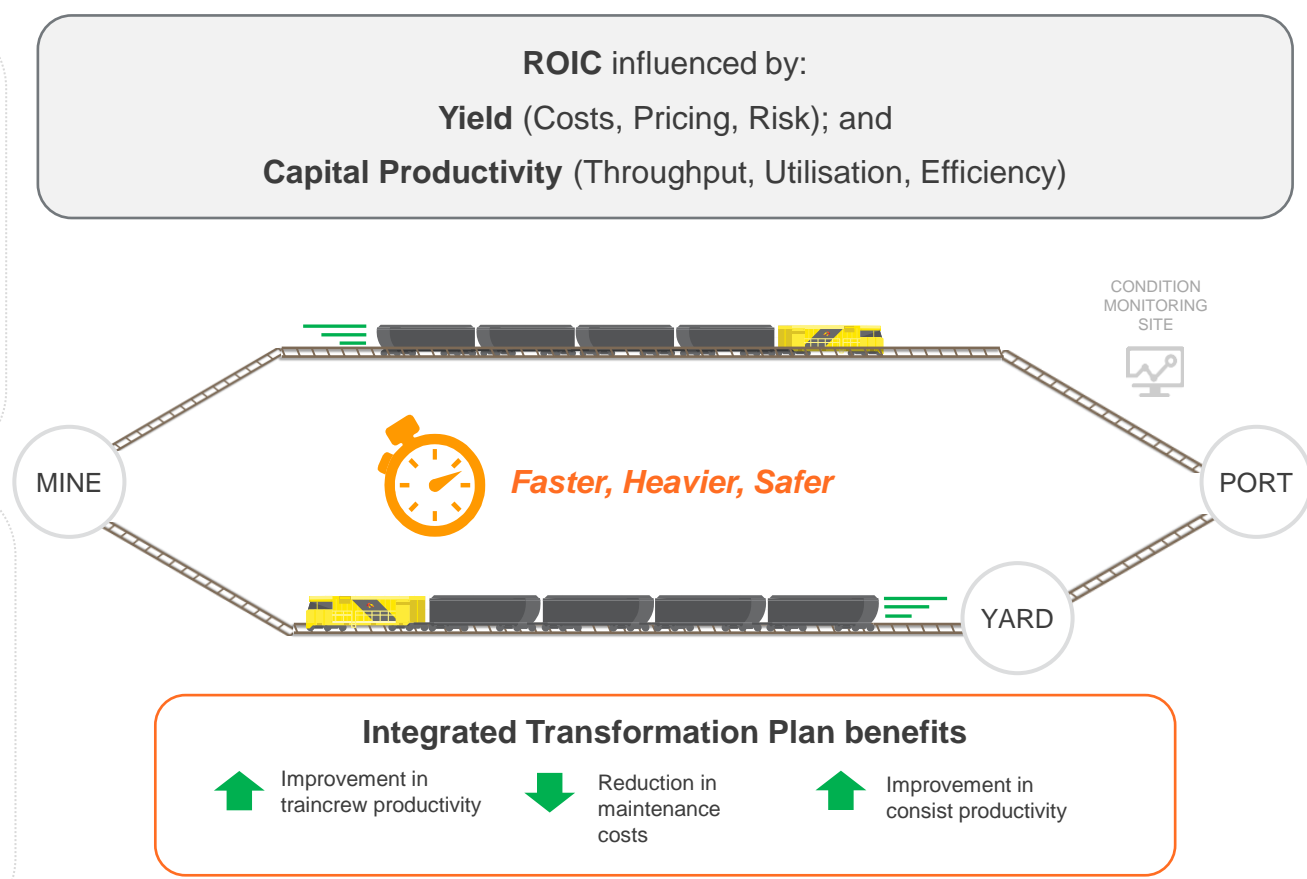 ROIC influenced by:
Yield (Costs, Pricing, Risk); and
Capital Productivity (Throughput, Utilisation, Efficiency)
CONDITION
MONITORING
SITE
MINE
Faster, Heavier, Safer
PORT
YARD
Integrated Transformation Plan benefits
Improvement in
traincrew productivity
Reduction in
maintenance
costs
Improvement in
consist productivity